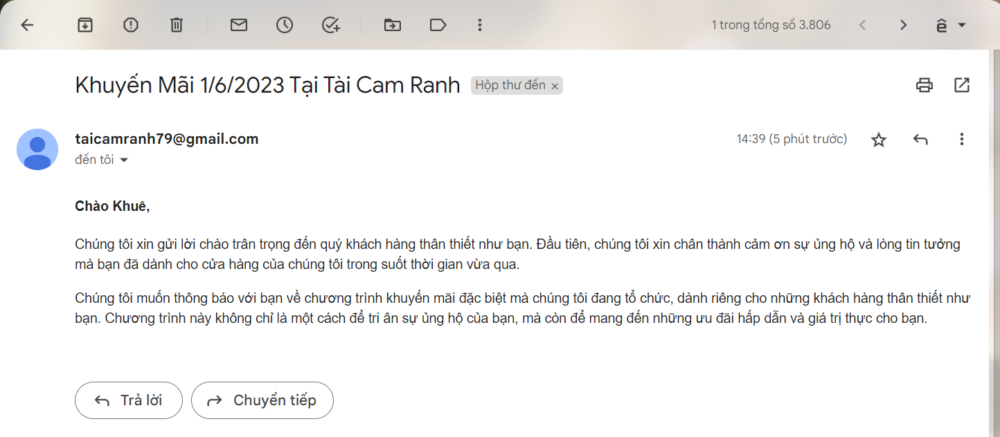 1 trong tổng số 3.806
Khuyến Mãi 1/6/2023 Tại Tài Cam Ranh
Hộp thư đến ×
taicamranh79@gmail.com
14:39 (5 phút trước)
đến tôi
Chào Khuê,
Chúng tôi xin gửi lời chào trân trọng đến quý khách hàng thân thiết như bạn. Đầu tiên, chúng tôi xin chân thành cảm ơn sự ủng hộ và lòng tin tưởng
mà bạn đã dành cho cửa hàng của chúng tôi trong suốt thời gian vừa qua.
Chúng tôi muốn thông báo với bạn về chương trình khuyến mãi đặc biệt mà chúng tôi đang tổ chức, dành riêng cho những khách hàng thân thiết như
bạn. Chương trình này không chỉ là một cách để tri ân sự ủng hộ của bạn, mà còn để mang đến những ưu đãi hấp dẫn và giá trị thực cho bạn.
Trả lời
Chuyển tiếp